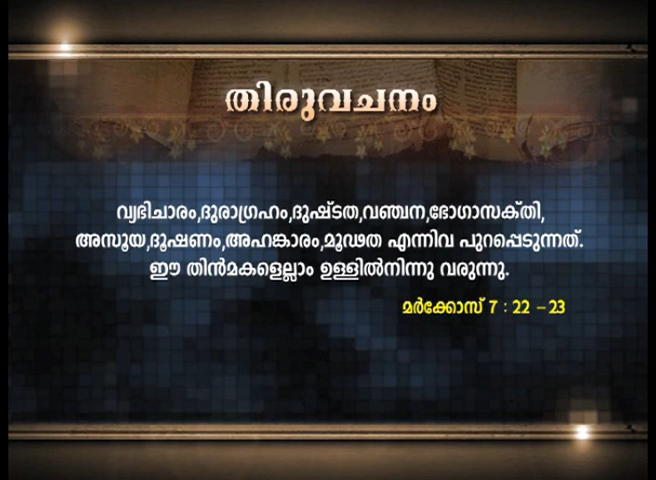 തിരുവചനം
വ്യഭിചാരം,ദുരാഗ്രഹം,ദുഷ്ടത,വഞ്ചന,ഭോഗാസക്തി,
അസൂയ,ദൂഷണം,അഹങ്കാരം,മൂഢത എന്നിവ പുറപ്പെടുന്നത്.
ഈ തിൻമകളെല്ലാം ഉള്ളിൽനിന്നു വരുന്നു.
മർക്കോസ് 7 : 22 -23